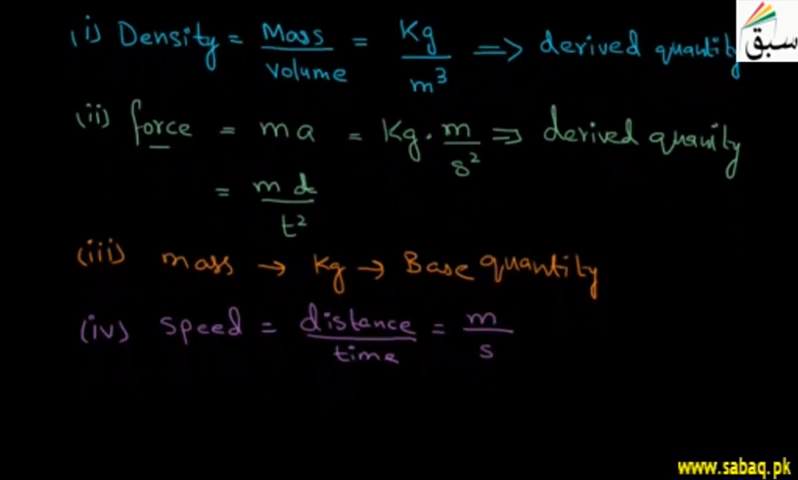 سبق
(i) Density = Mass / volume = Kg / m³ ⇒ derived quantity
(ii) force = ma = Kg . m / s² ⇒ derived quanity
= m d / t²
(iii) mass → Kg → Base quantity
(iv) speed = distance / time = m / s
www.sabaq.pk